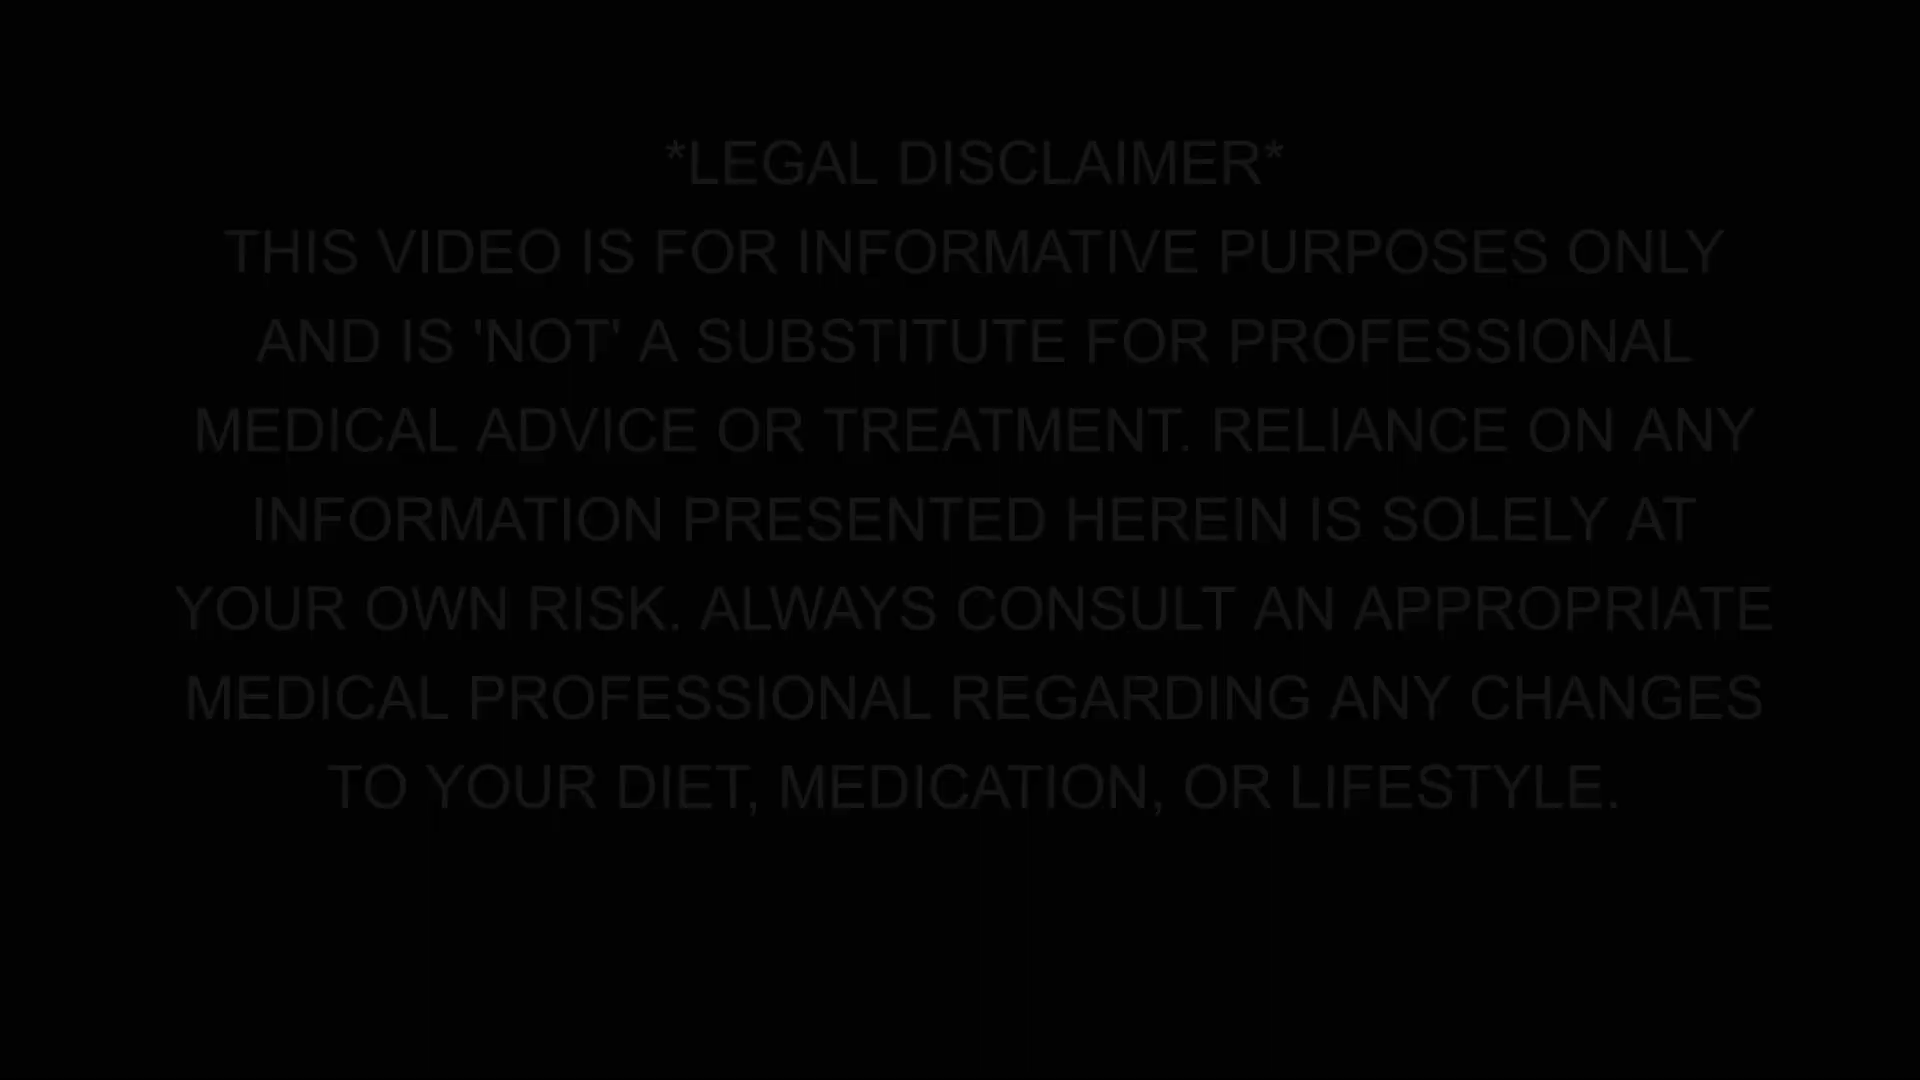 *LEGAL DISCLAIMER*
THIS VIDEO IS FOR INFORMATIVE PURPOSES ONLY
AND IS 'NOT' A SUBSTITUTE FOR PROFESSIONAL
MEDICAL ADVICE OR TREATMENT. RELIANCE ON ANY
INFORMATION PRESENTED HEREIN IS SOLELY AT
YOUR OWN RISK. ALWAYS CONSULT AN APPROPRIATE
MEDICAL PROFESSIONAL REGARDING ANY CHANGES
TO YOUR DIET, MEDICATION, OR LIFESTYLE.